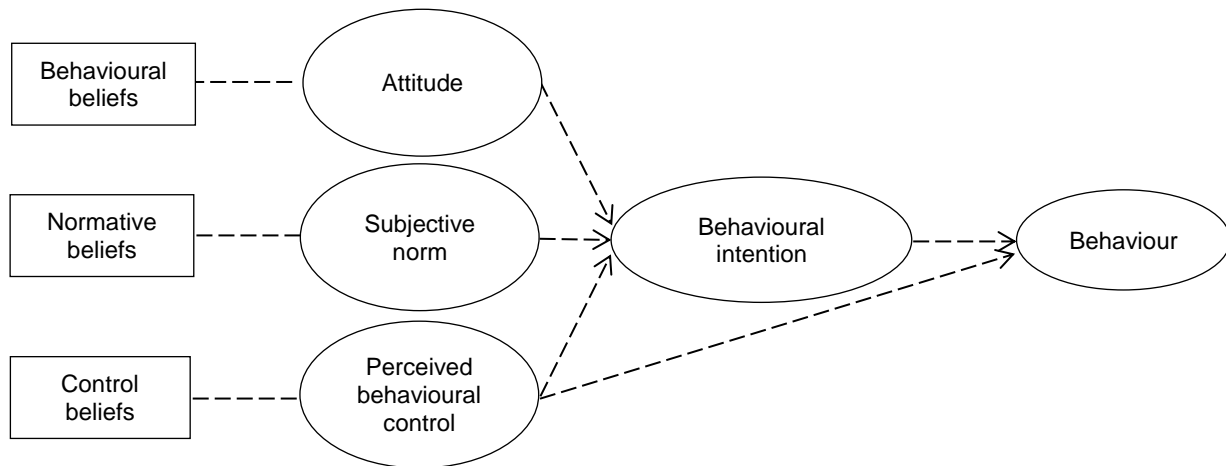 Behavioural
beliefs
Attitude
Normative
beliefs
Subjective
norm
Behavioural
intention
Behaviour
Control
beliefs
Perceived
behavioural
control